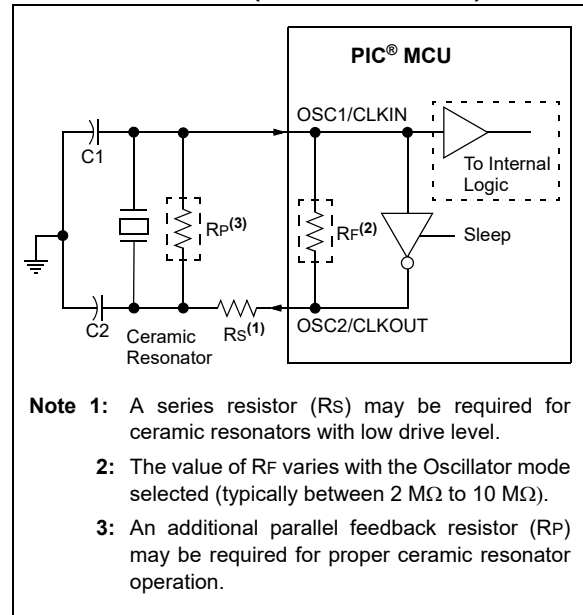 PIC® MCU
OSC1/CLKIN
C1
To Internal
Logic
RP(3)
RF(2)
Sleep
C2
Ceramic
Resonator
RS(1)
OSC2/CLKOUT
Note 1: A series resistor (RS) may be required for
ceramic resonators with low drive level.
2: The value of RF varies with the Oscillator mode
selected (typically between 2 MΩ to 10 MΩ).
3: An additional parallel feedback resistor (RP)
may be required for proper ceramic resonator
operation.